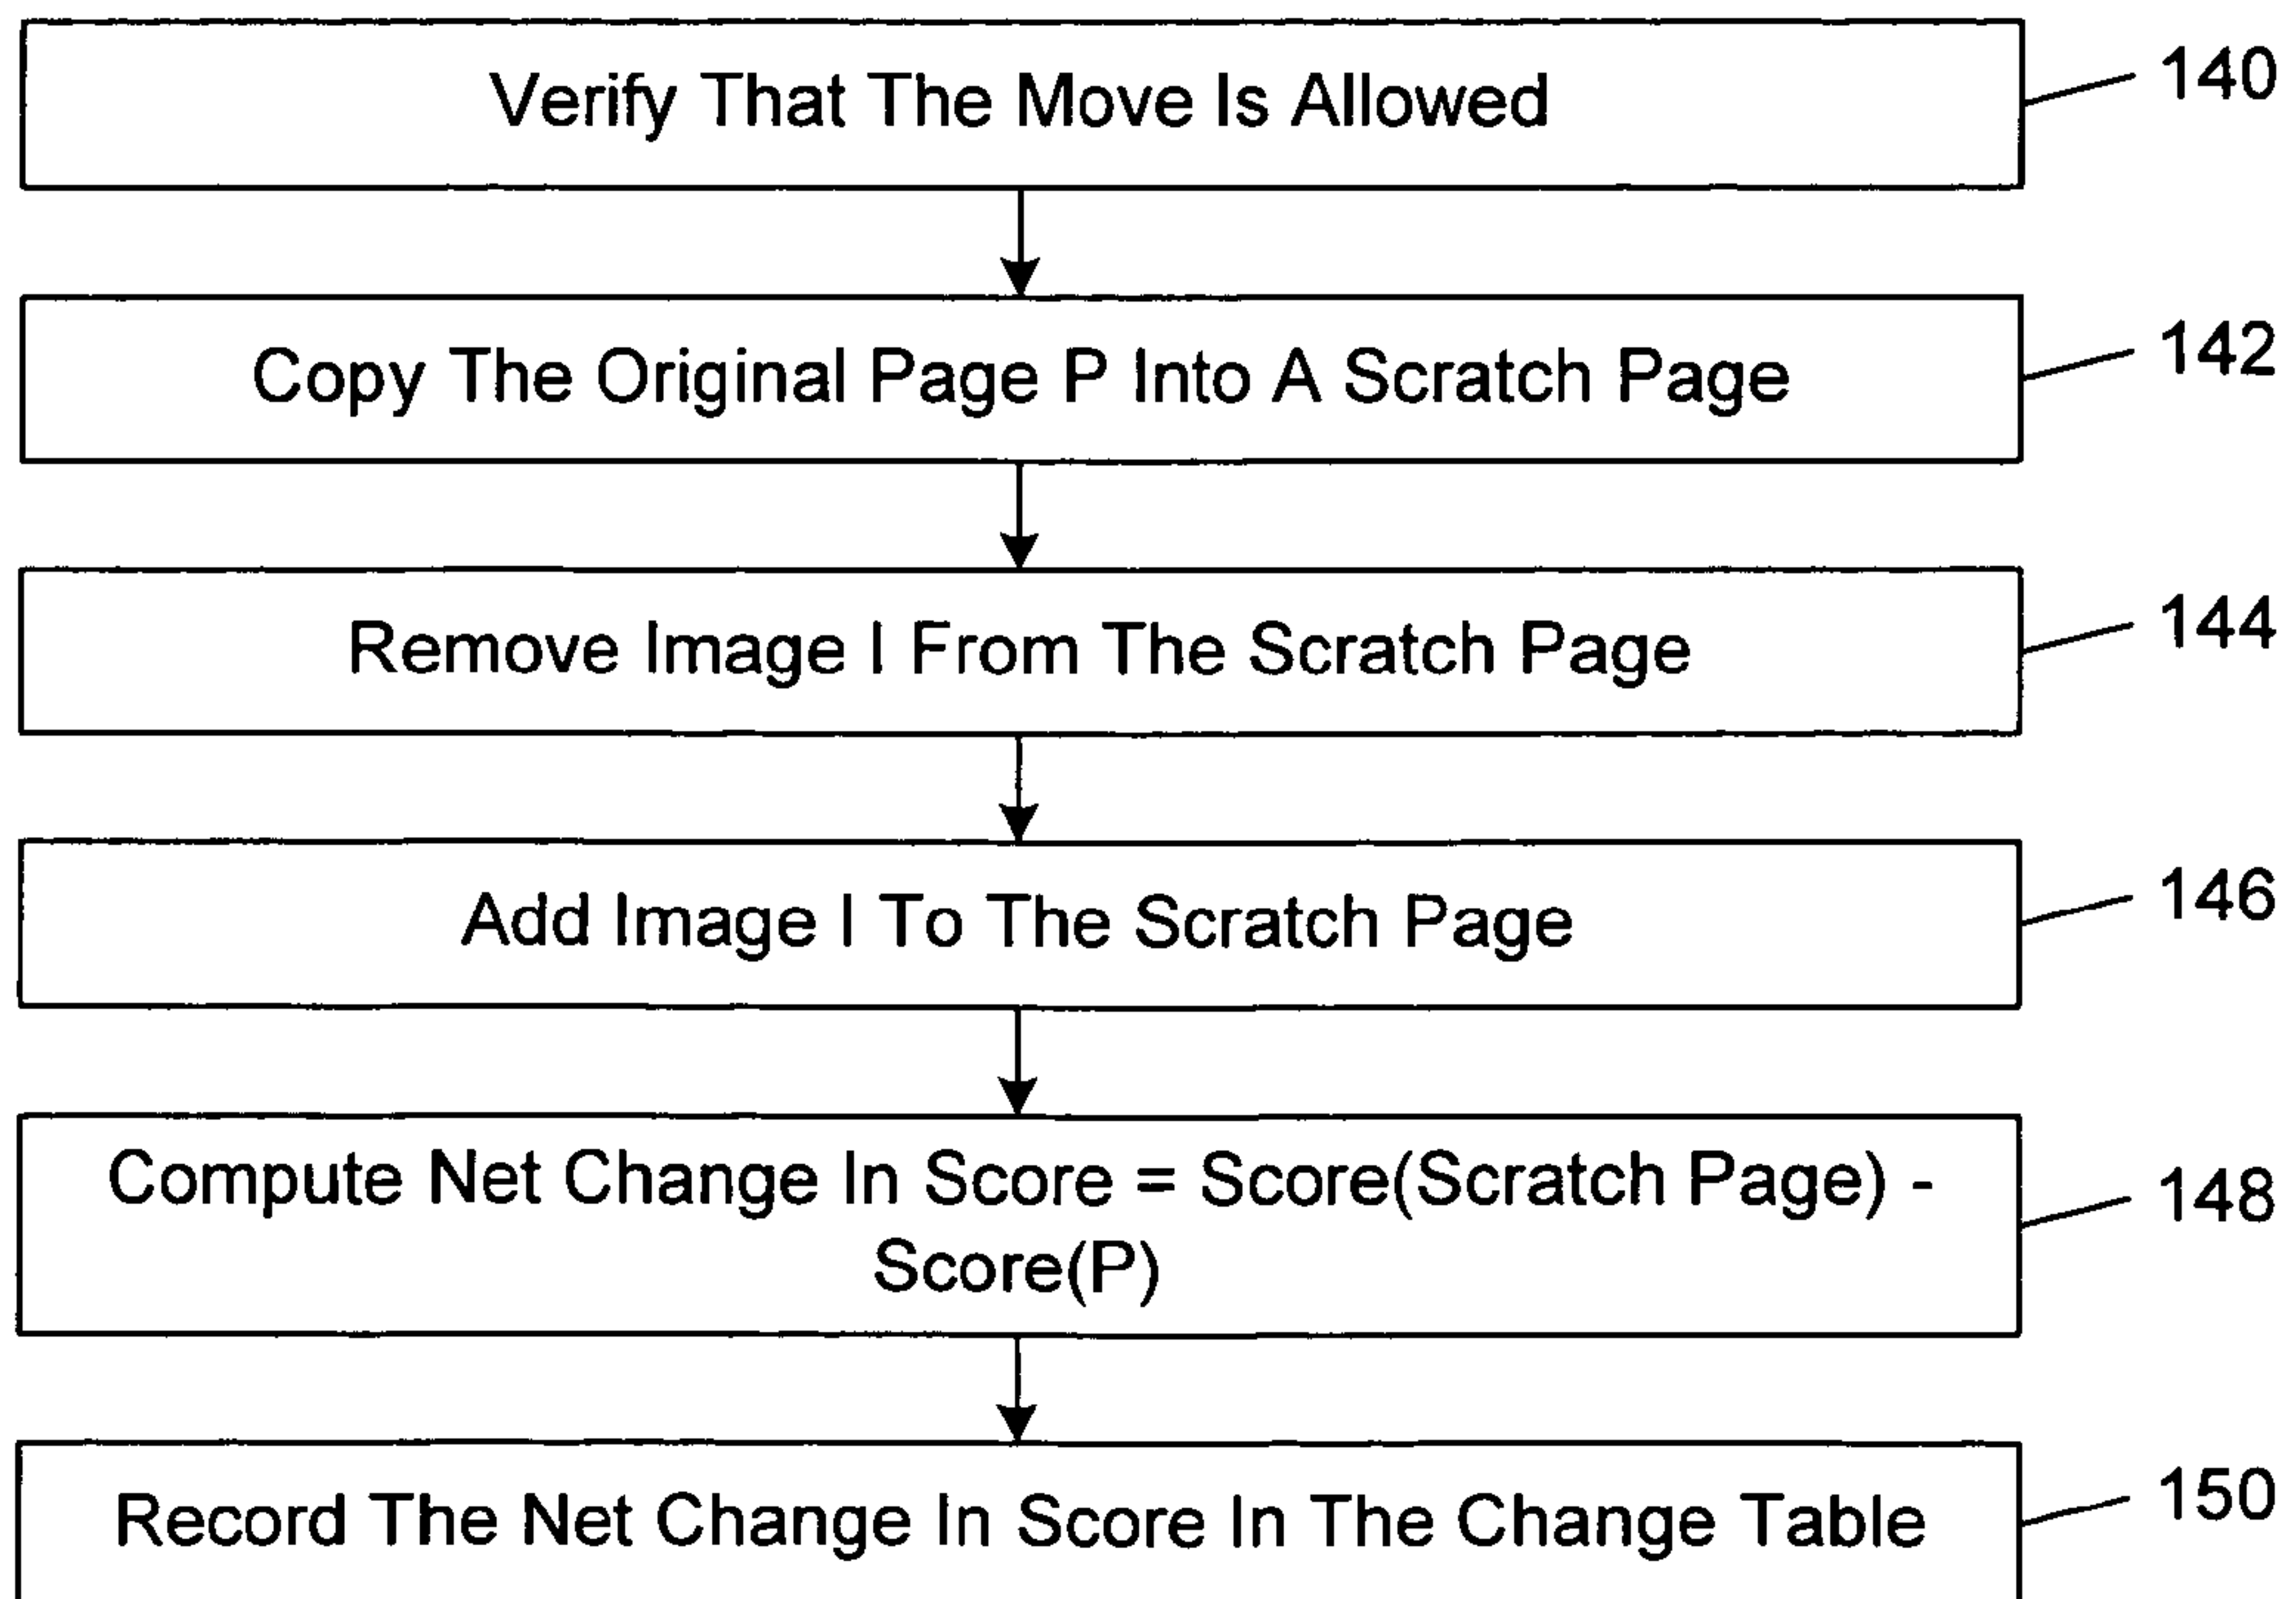 Verify That The Move Is Allowed
140
Copy The Original Page P Into A Scratch Page
142
Remove Image I From The Scratch Page
144
Add Image I To The Scratch Page
146
Compute Net Change In Score = Score(Scratch Page) -
Score(P)
148
Record The Net Change In Score In The Change Table
150